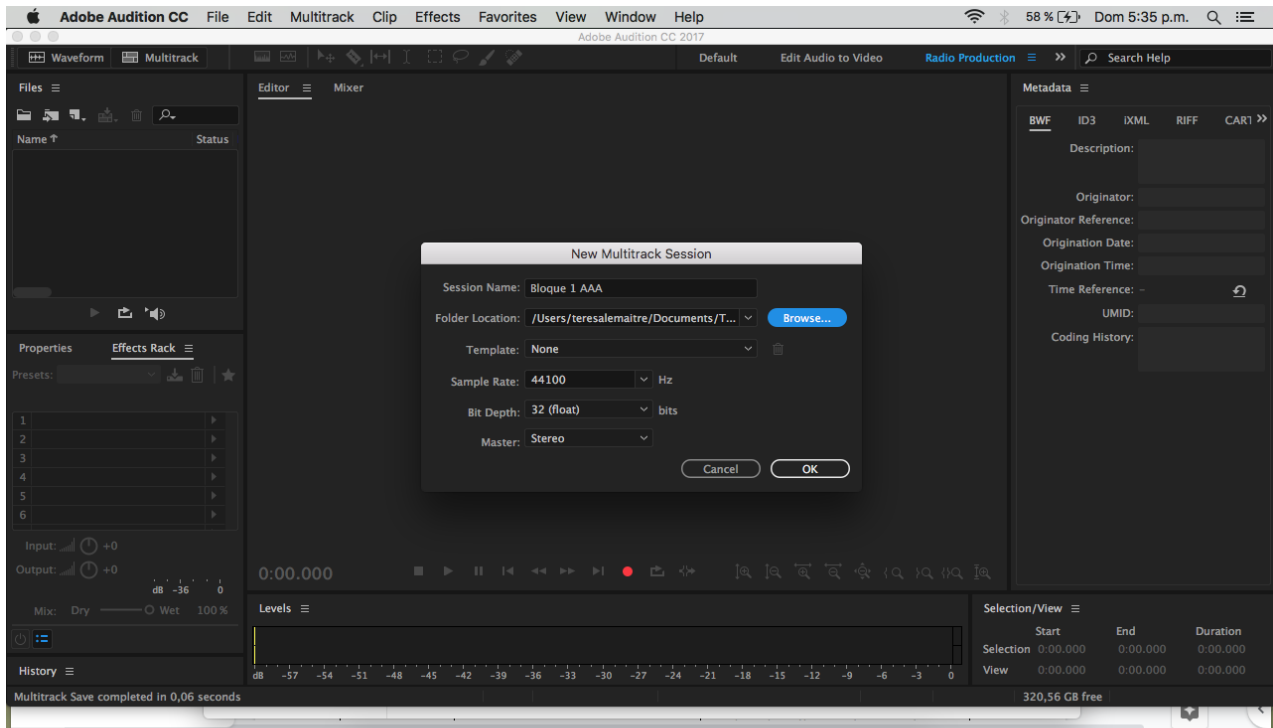 Adobe Audition CC File Edit Multitrack Clip Effects Favorites View Window Help 58 % Dom 5:35 p.m.
Adobe Audition CC 2017
Waveform Multitrack Default Edit Audio to Video Radio Production Search Help
Files Editor Mixer Metadata
Name Status
BWF ID3 iXML RIFF CART
Description:
Originator:
Originator Reference:
Origination Date:
Origination Time:
Time Reference: –
UMID:
Coding History:
New Multitrack Session
Session Name: Bloque 1 AAA
Folder Location: /Users/teresalemaitre/Documents/T... Browse...
Template: None
Sample Rate: 44100 Hz
Bit Depth: 32 (float) bits
Master: Stereo
Cancel OK
Properties Effects Rack
Presets:
1
2
3
4
5
6
Input: +0
Output: +0
dB -36 0
Mix: Dry Wet 100 %
History
0:00.000
Levels
dB -57 -54 -51 -48 -45 -42 -39 -36 -33 -30 -27 -24 -21 -18 -15 -12 -9 -6 -3 0
Selection/View
Start End Duration
Selection 0:00.000 0:00.000 0:00.000
View 0:00.000 0:00.000 0:00.000
Multitrack Save completed in 0,06 seconds 320,56 GB free